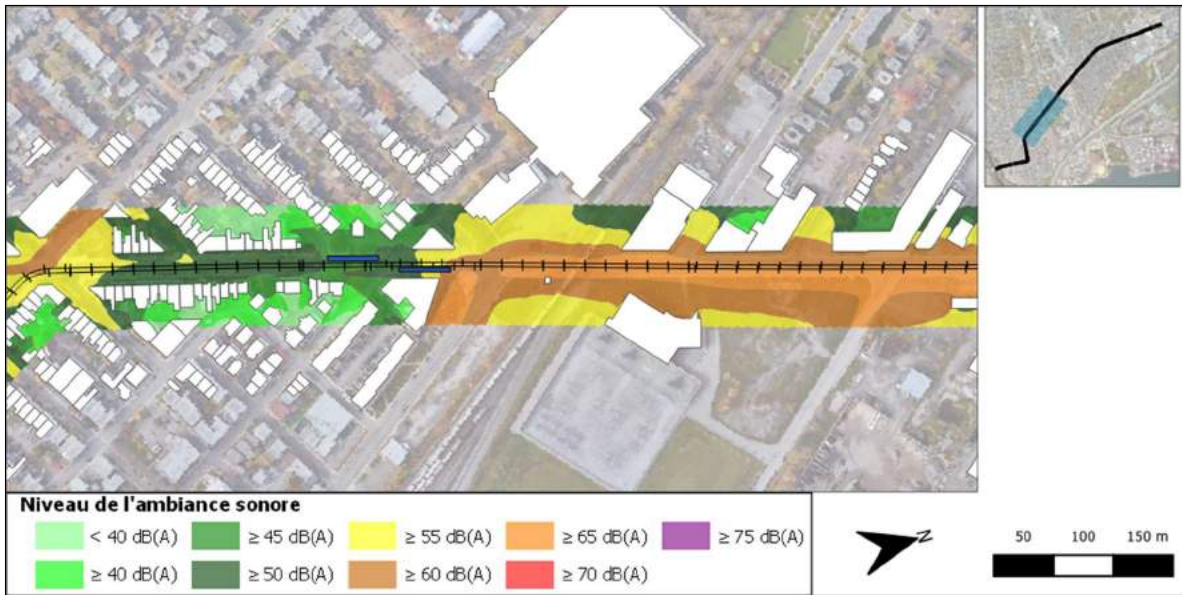 Niveau de l'ambiance sonore
< 40 dB(A) ≥ 45 dB(A) ≥ 55 dB(A) ≥ 65 dB(A) ≥ 75 dB(A)
≥ 40 dB(A) ≥ 50 dB(A) ≥ 60 dB(A) ≥ 70 dB(A)
N
50 100 150 m